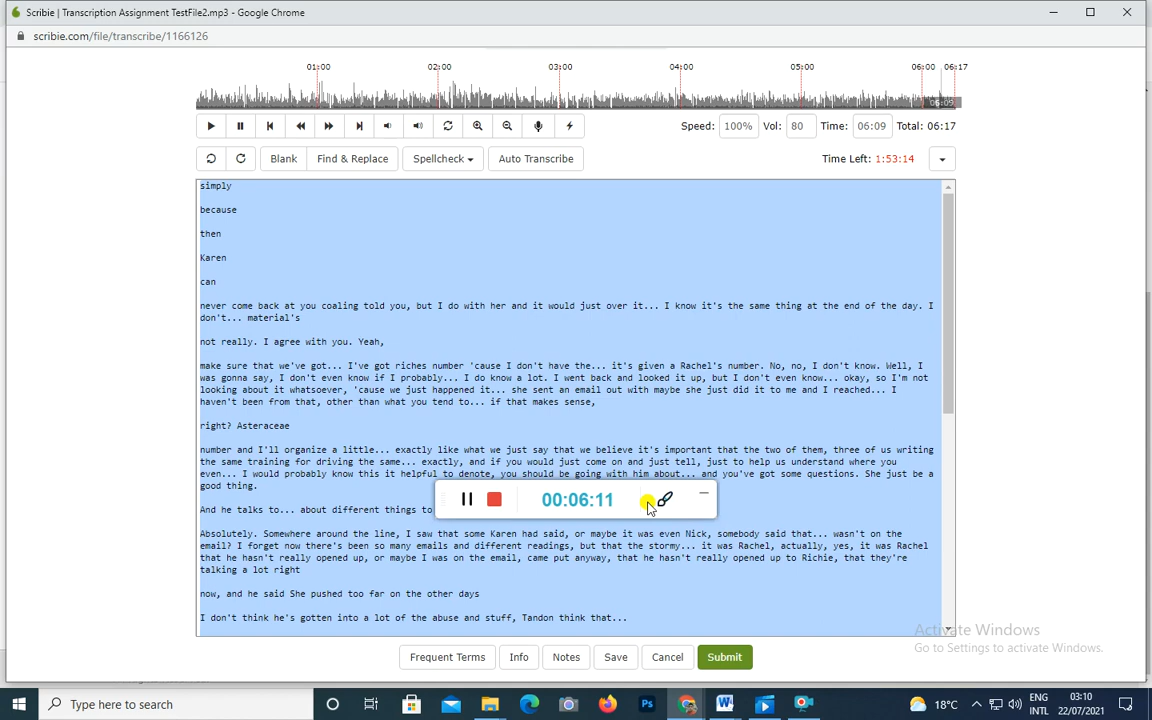 Scribie | Transcription Assignment TestFile2.mp3 - Google Chrome
scribie.com/file/transcribe/1166126
01:00 02:00 03:00 04:00 05:00 06:00 06:17
06:09
Speed: 100% Vol: 80 Time: 06:09 Total: 06:17
Blank Find & Replace Spellcheck Auto Transcribe Time Left: 1:53:14
simply
because
then
Karen
can
never come back at you coaling told you, but I do with her and it would just over it... I know it's the same thing at the end of the day. I
don't... material's
not really. I agree with you. Yeah,
make sure that we've got... I've got riches number 'cause I don't have the... it's given a Rachel's number. No, no, I don't know. Well, I
was gonna say, I don't even know if I probably... I do know a lot. I went back and looked it up, but I don't even know... okay, so I'm not
looking about it whatsoever, 'cause we just happened it... she sent an email out with maybe she just did it to me and I reached... I
haven't been from that, other than what you tend to... if that makes sense,
right? Asteraceae
number and I'll organize a little... exactly like what we just say that we believe it's important that the two of them, three of us writing
the same training for driving the same... exactly, and if you would just come on and just tell, just to help us understand where you
even... I would probably know this it helpful to denote, you should be going with him about... and you've got some questions. She just be a
good thing.
And he talks to... about different things to
00:06:11
Absolutely. Somewhere around the line, I saw that some Karen had said, or maybe it was even Nick, somebody said that... wasn't on the
email? I forget now there's been so many emails and different readings, but that the stormy... it was Rachel, actually, yes, it was Rachel
that he hasn't really opened up, or maybe I was on the email, came put anyway, that he hasn't really opened up to Richie, that they're
talking a lot right
now, and he said She pushed too far on the other days
I don't think he's gotten into a lot of the abuse and stuff, Tandon think that...
Activate Windows
Go to Settings to activate Windows.
Frequent Terms Info Notes Save Cancel Submit
Type here to search
Ps
18°C
ENG
INTL
03:10
22/07/2021